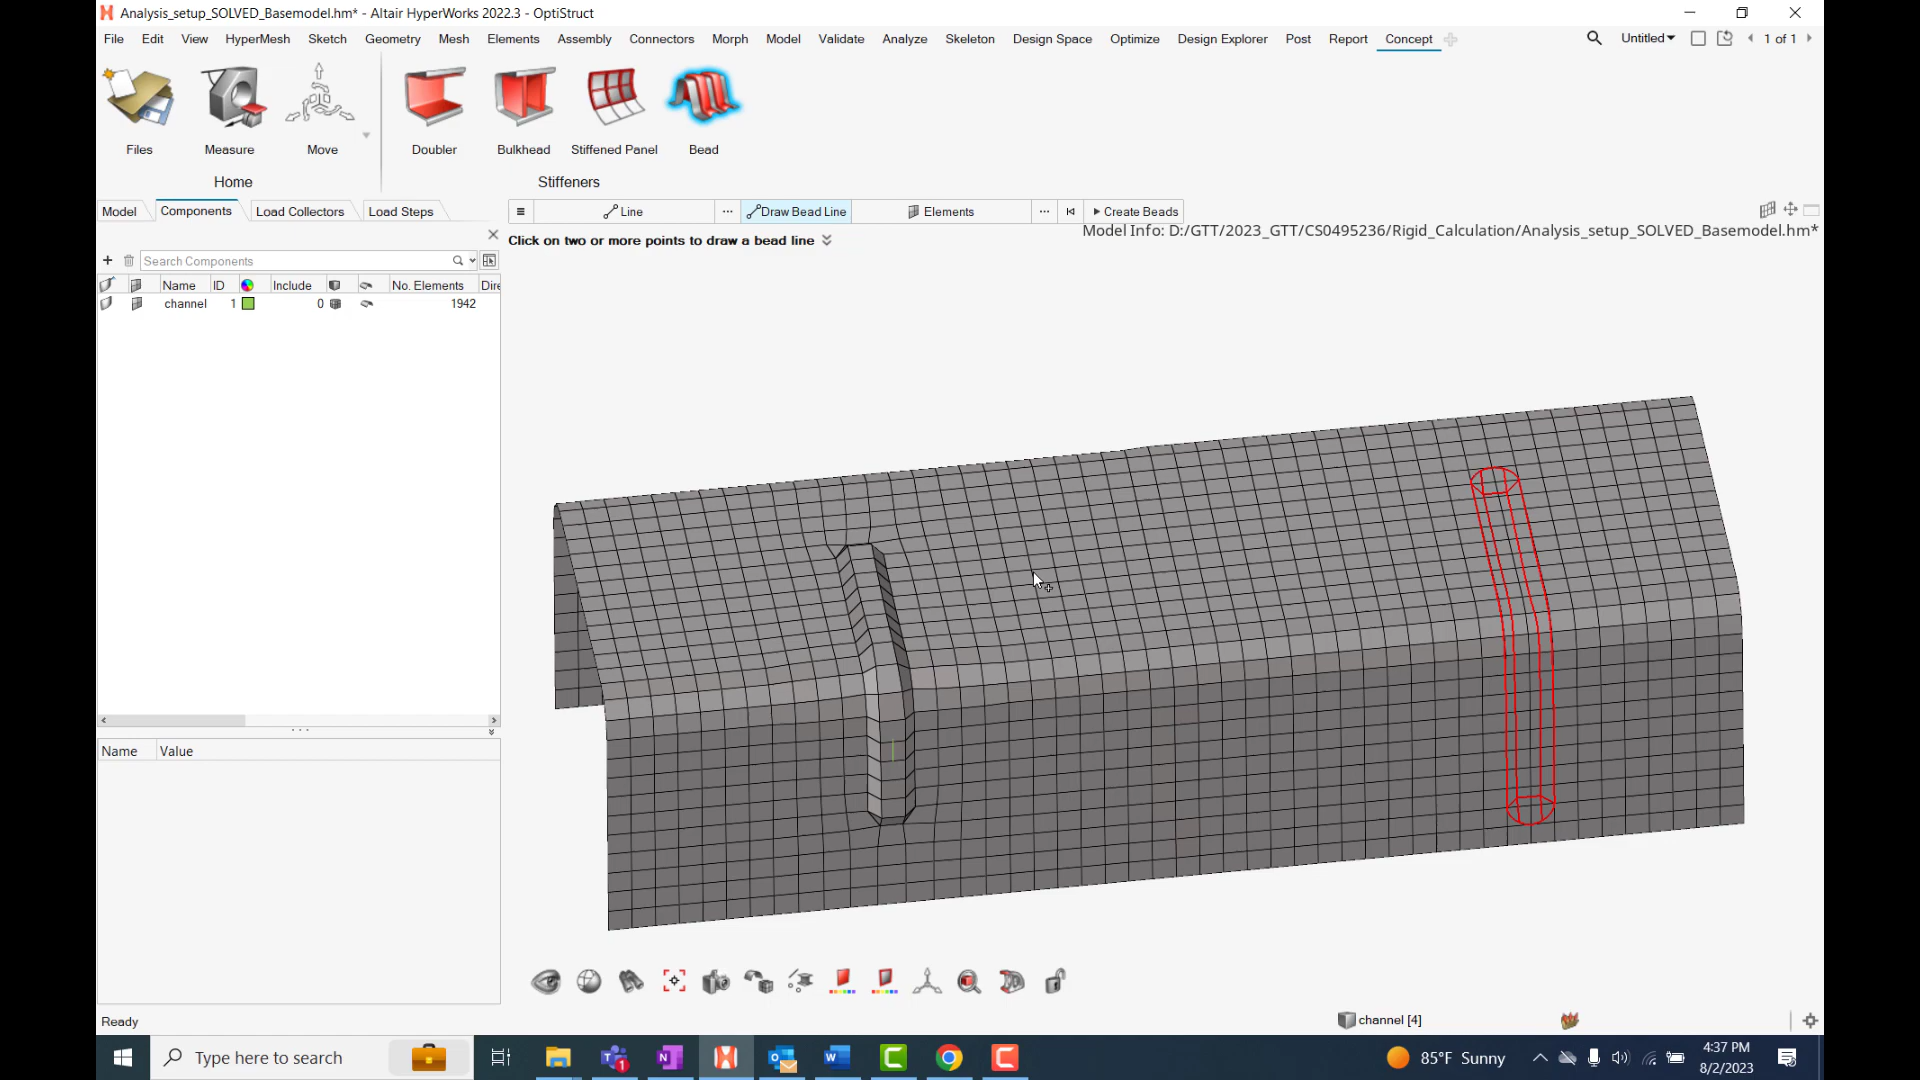 Analysis_setup_SOLVED_Basemodel.hm* - Altair HyperWorks 2022.3 - OptiStruct
File Edit View HyperMesh Sketch Geometry Mesh Elements Assembly Connectors Morph Model Validate Analyze Skeleton Design Space Optimize Design Explorer Post Report Concept Untitled 1 of 1
Files Measure Move Doubler Bulkhead Stiffened Panel Bead
Home Stiffeners
Model Components Load Collectors Load Steps
Line ... Draw Bead Line Elements ... Create Beads
Click on two or more points to draw a bead line
Model Info: D:/GTT/2023_GTT/CS0495236/Rigid_Calculation/Analysis_setup_SOLVED_Basemodel.hm*
Search Components
Name ID Include No. Elements Dire
channel 1 0 1942
Name Value
Ready
channel [4]
Type here to search
85°F Sunny
4:37 PM
8/2/2023